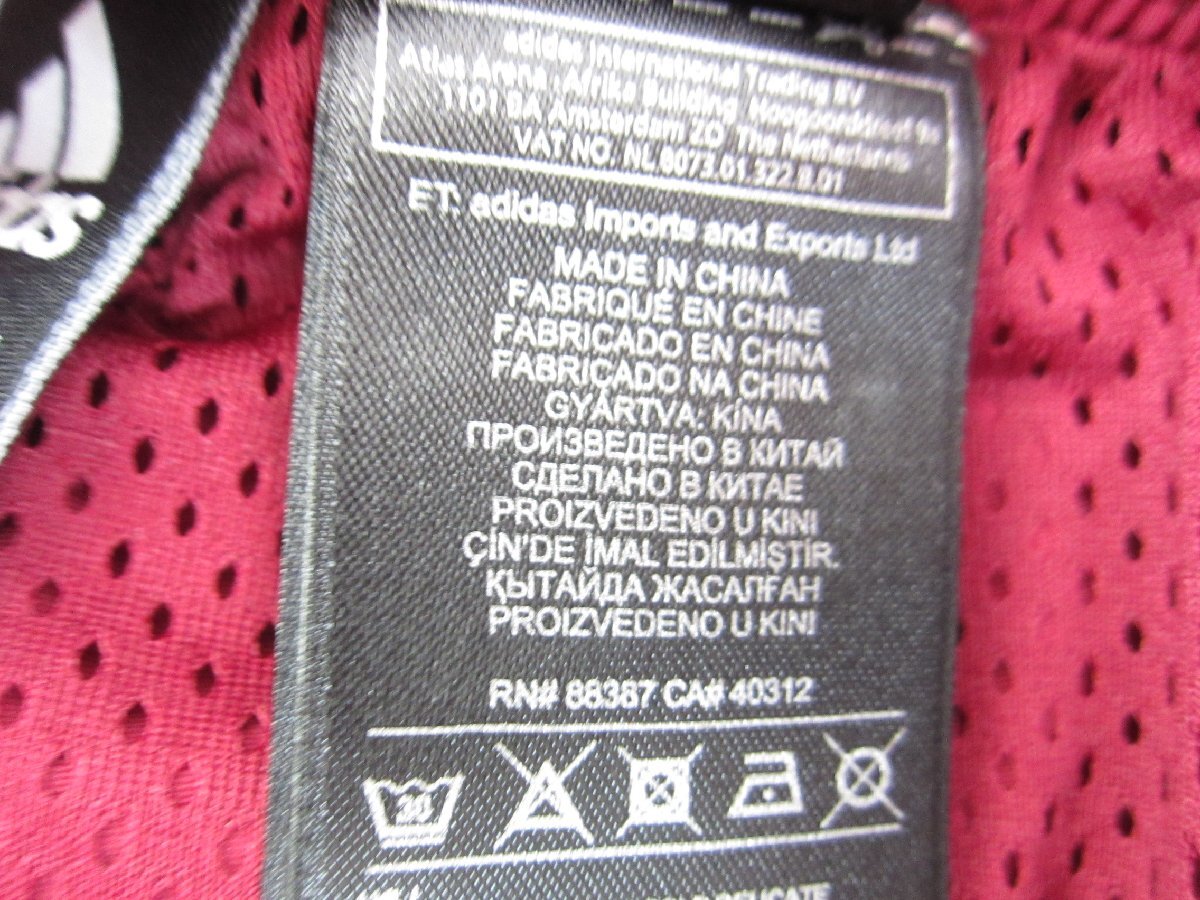 adidas International Trading BV
Atlas Arena, Afrika Building, Hoogoorddreef 9a
1101 BA Amsterdam ZO The Netherlands
VAT NO. NL.8073.01.322.B.01
ET: adidas Imports and Exports Ltd
MADE IN CHINA
FABRIQUÉ EN CHINE
FABRICADO EN CHINA
FABRICADO NA CHINA
GYÁRTVA: KÍNA
ПРОИЗВЕДЕНО В КИТАЙ
СДЕЛАНО В КИТАЕ
PROIZVEDENO U KINI
ÇİN'DE İMAL EDİLMİŞTİR.
ҚЫТАЙДА ЖАСАЛҒАН
PROIZVEDENO U KINI
RN# 88387 CA# 40312
30
DELICATE